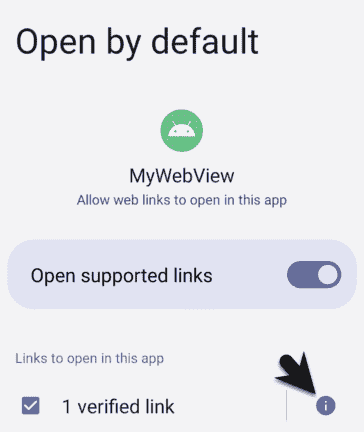 Open by default
MyWebView
Allow web links to open in this app
Open supported links
Links to open in this app
1 verified link